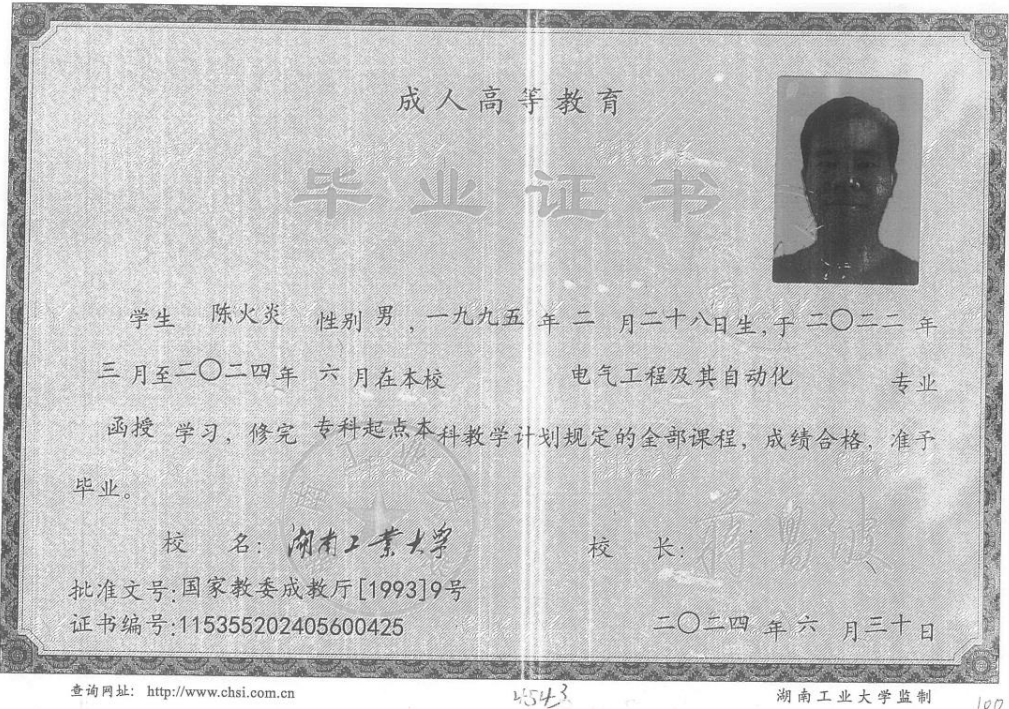 成人高等教育
毕业证书
学生 陈火炎 性别 男 ,一九九五 年 二 月二十八日生,于 二〇二二 年
三 月至二〇二四年 六 月在本校 电气工程及其自动化 专业
函授 学习，修完 专科起点本科教学计划规定的全部课程，成绩合格，准予
毕业。
校 名: 湖南工业大学 校 长:
批准文号:国家教委成教厅[1993]9号
证书编号:115355202405600425 二〇二四 年 六 月三十日
查询网址: http://www.chsi.com.cn 4543 湖南工业大学监制 100